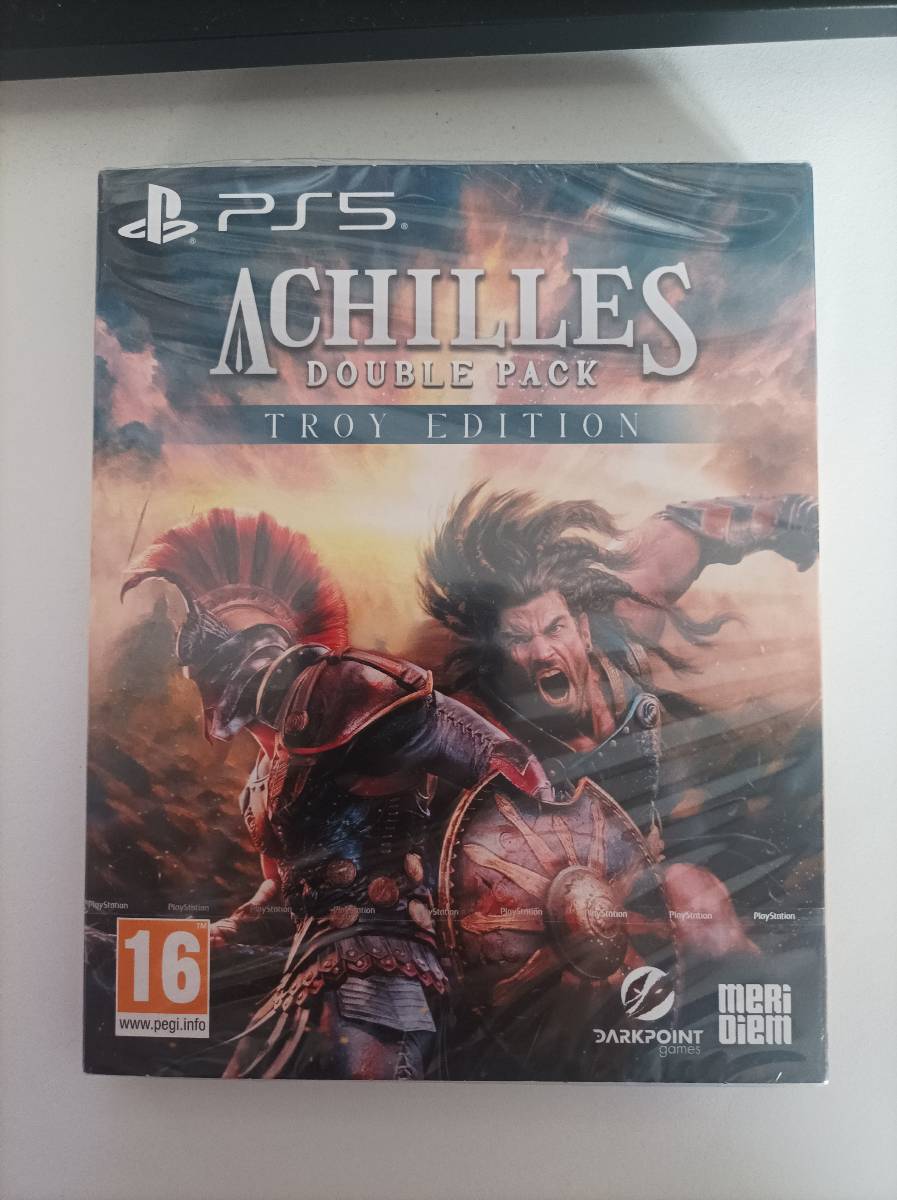 PS5
ACHILLES
DOUBLE PACK
TROY EDITION
PlayStation PlayStation PlayStation PlayStation PlayStation PlayStation PlayStation PlayStation PlayStation
16™
www.pegi.info
DARKPOINT
games
MERI
DIEM